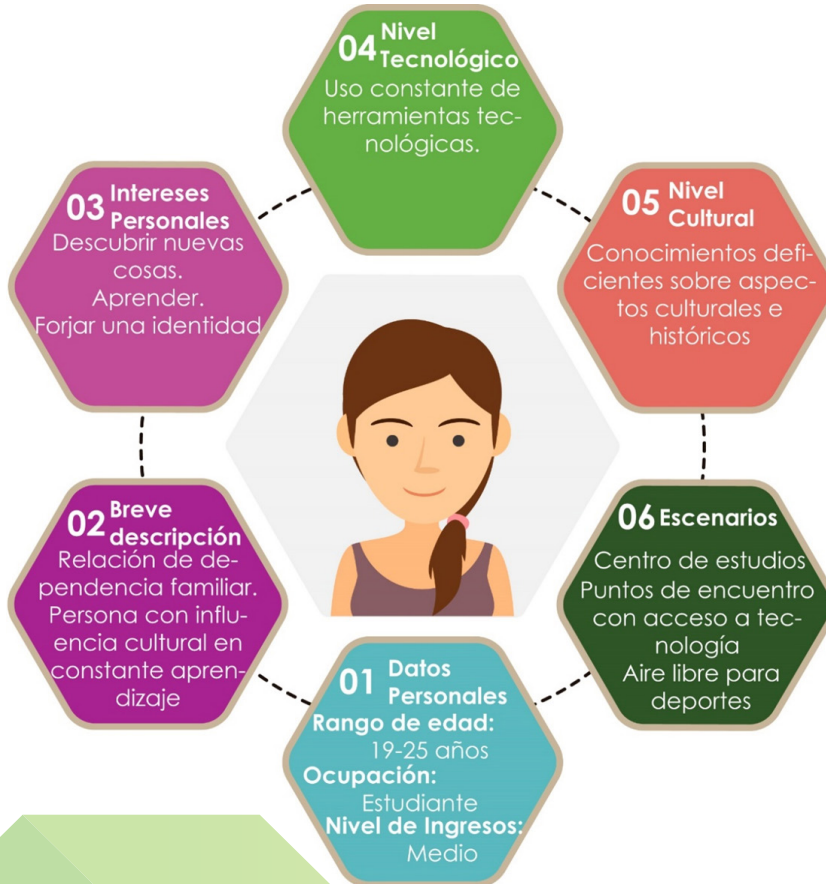 04 Nivel
Tecnológico
Uso constante de
herramientas tec-
nológicas.
03 Intereses
Personales
Descubrir nuevas
cosas.
Aprender.
Forjar una identidad
05 Nivel
Cultural
Conocimientos defi-
cientes sobre aspec-
tos culturales e
históricos
02 Breve
descripción
Relación de de-
pendencia familiar.
Persona con influ-
encia cultural en
constante apren-
dizaje
06 Escenarios
Centro de estudios
Puntos de encuentro
con acceso a tec-
nología
Aire libre para
deportes
01 Datos
Personales
Rango de edad:
19-25 años
Ocupación:
Estudiante
Nivel de Ingresos:
Medio